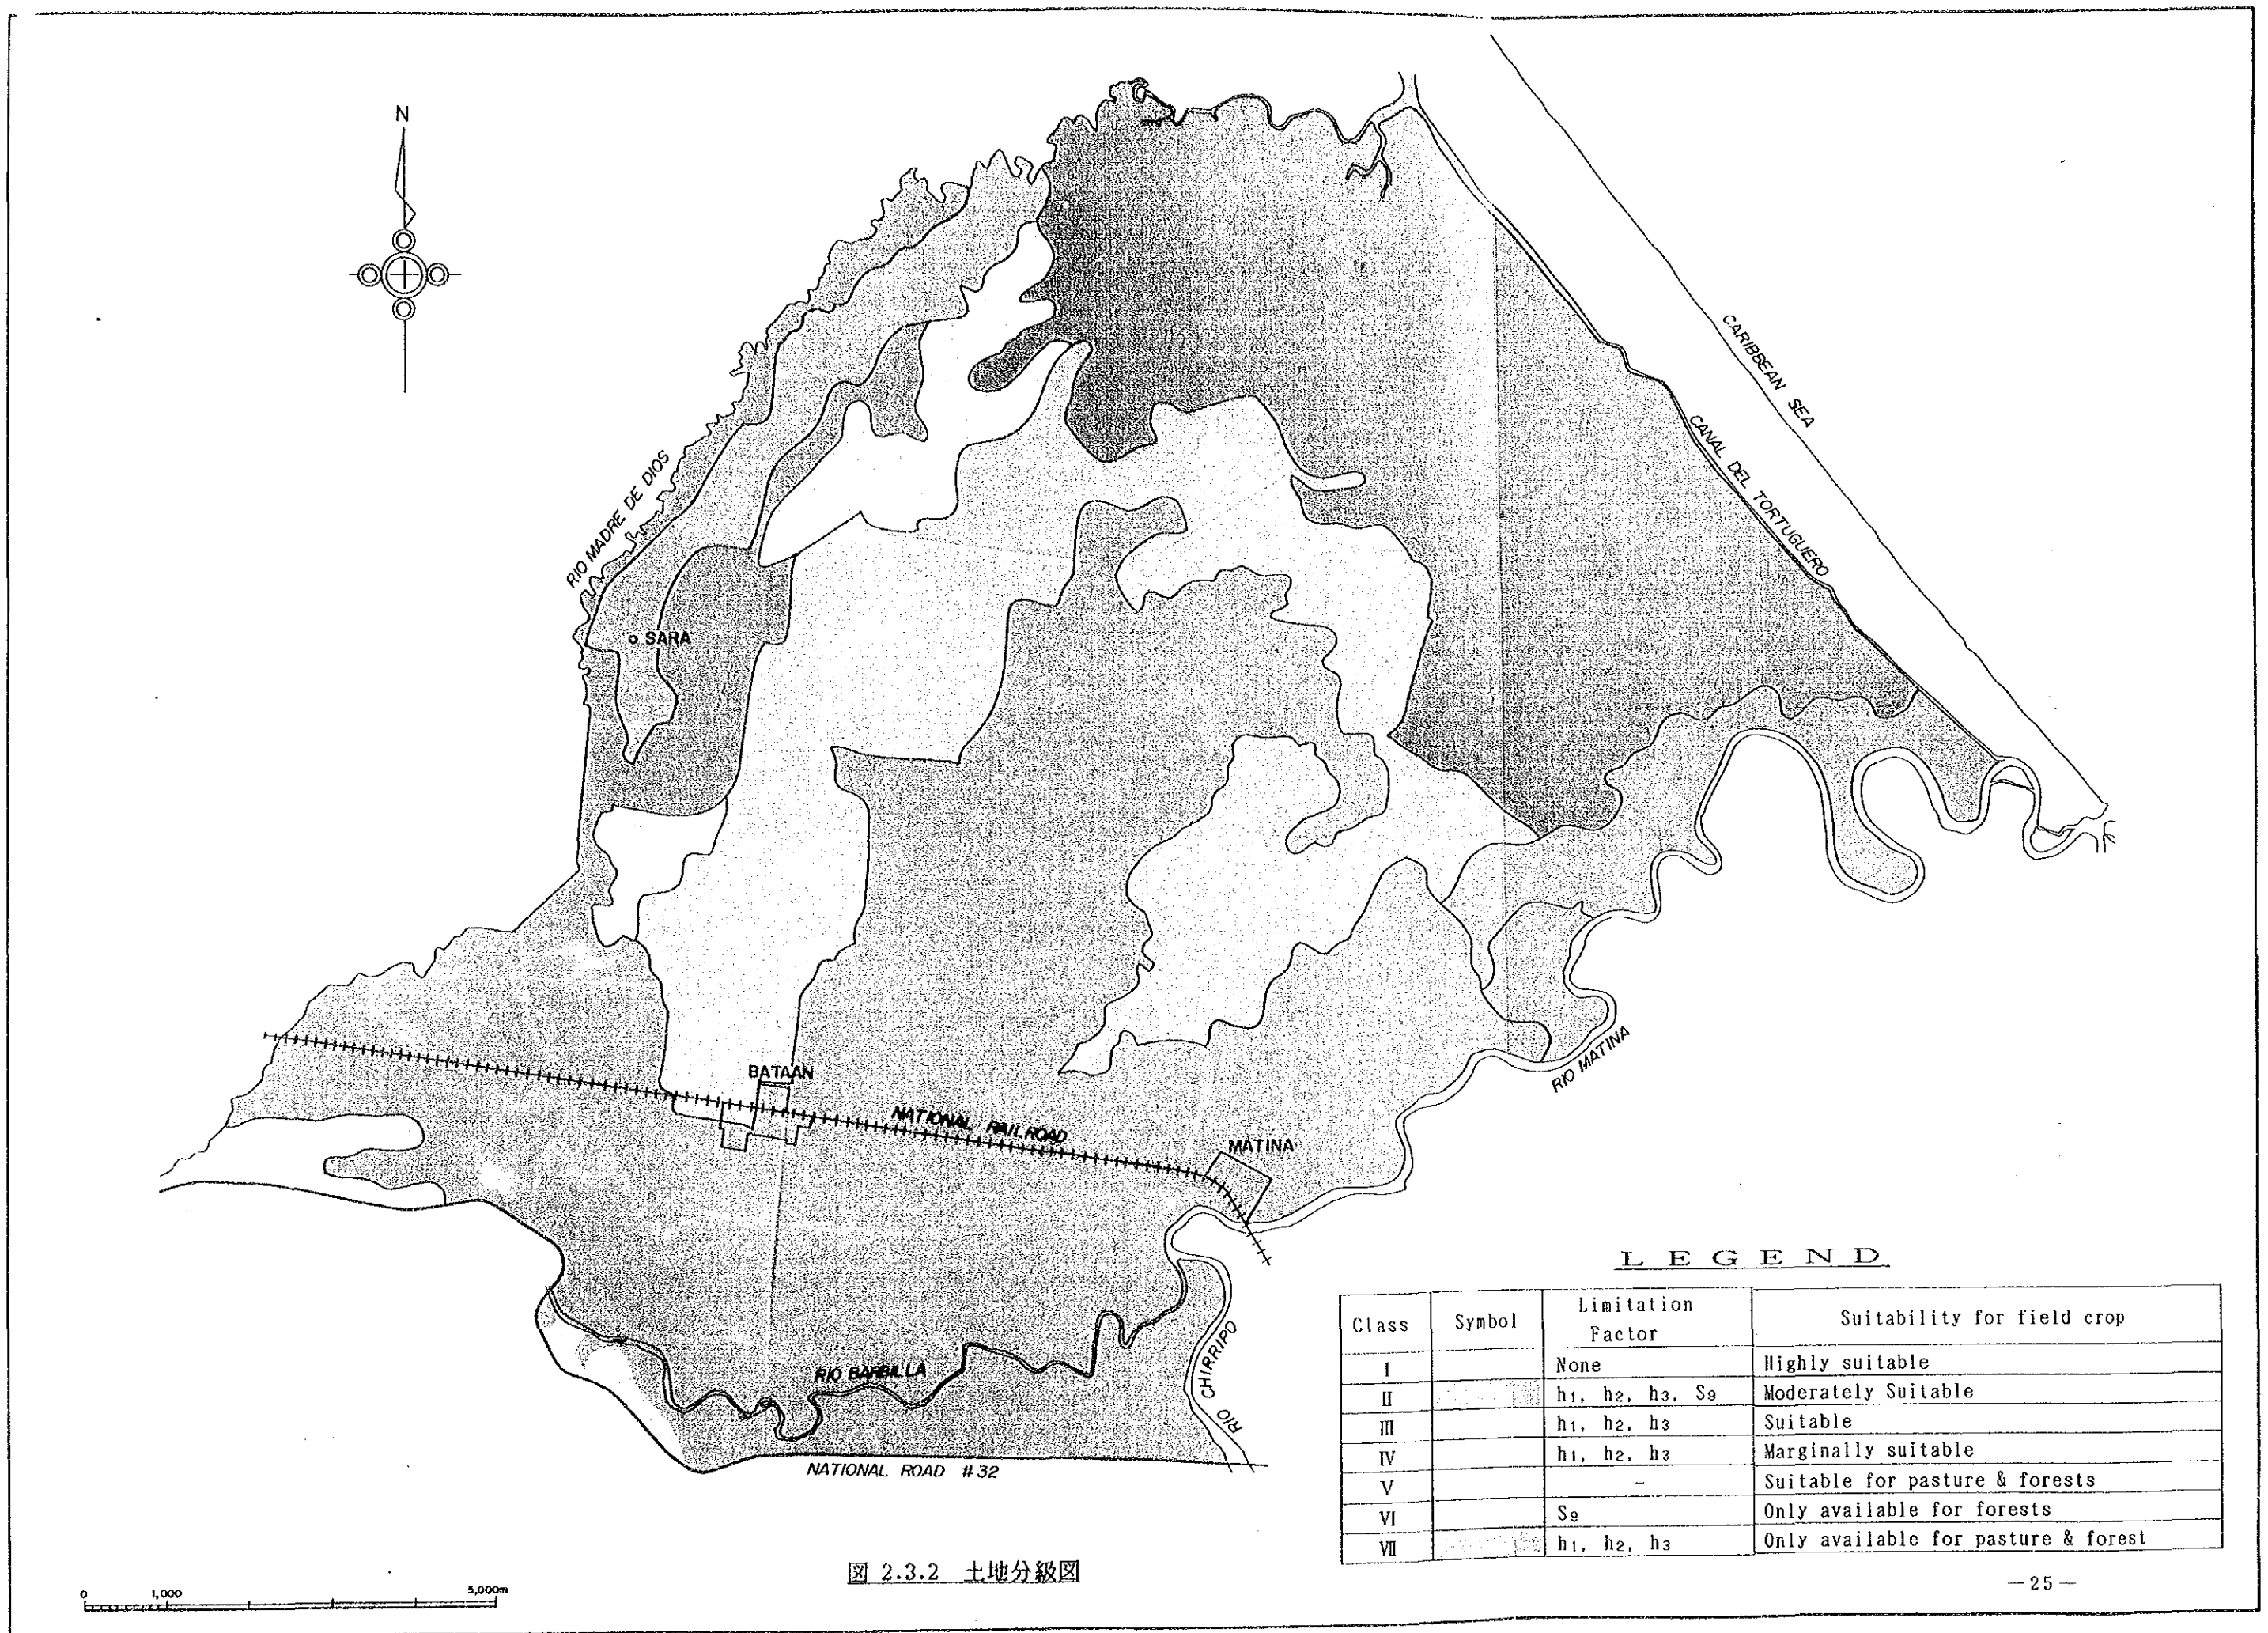 N
CARIBBEAN SEA
CANAL DEL TORTUGUERO
RIO MADRE DE DIOS
SARA
BATAAN
NATIONAL RAILROAD
MATINA
RIO MATINA
RIO CHIRRIPO
RIO BARBILLA
NATIONAL ROAD #32
LEGEND
Class Symbol Limitation Factor Suitability for field crop
I None Highly suitable
II h1, h2, h3, S9 Moderately Suitable
III h1, h2, h3 Suitable
IV h1, h2, h3 Marginally suitable
V – Suitable for pasture & forests
VI S9 Only available for forests
VII h1, h2, h3 Only available for pasture & forest
図 2.3.2 土地分級図
0 1,000 5,000m
—25—